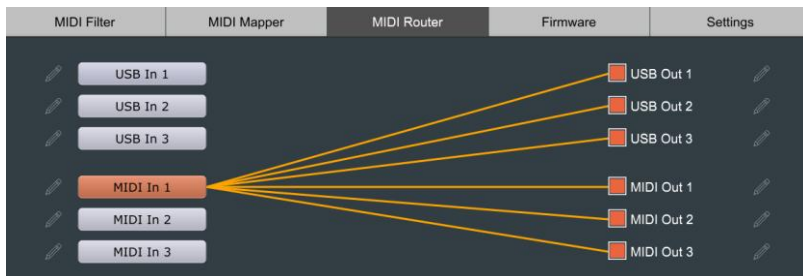 MIDI Filter MIDI Mapper MIDI Router Firmware Settings
USB In 1 USB Out 1
USB In 2 USB Out 2
USB In 3 USB Out 3
MIDI In 1 MIDI Out 1
MIDI In 2 MIDI Out 2
MIDI In 3 MIDI Out 3